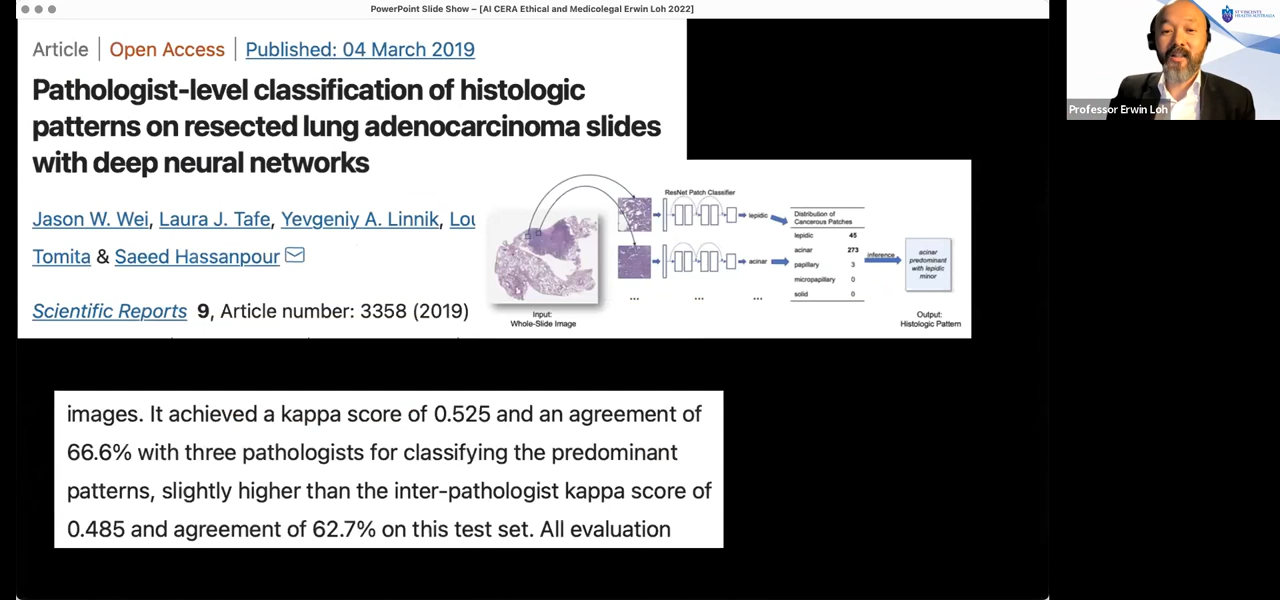 PowerPoint Slide Show – [AI CERA Ethical and Medicolegal Erwin Loh 2022]
ST VINCENT'S
HEALTH AUSTRALIA
Professor Erwin Loh
Article | Open Access | Published: 04 March 2019
Pathologist-level classification of histologic
patterns on resected lung adenocarcinoma slides
with deep neural networks
Jason W. Wei, Laura J. Tafe, Yevgeniy A. Linnik, Lou
Tomita & Saeed Hassanpour
Scientific Reports 9, Article number: 3358 (2019)
ResNet Patch Classifier
lepidic
acinar
... ... ...
Input:
Whole-Slide Image
Distribution of
Cancerous Patches
lepidic 45
acinar 273
papillary 3
micropapillary 0
solid 0
inference
acinar
predominant
with lepidic
minor
Output:
Histologic Pattern
images. It achieved a kappa score of 0.525 and an agreement of
66.6% with three pathologists for classifying the predominant
patterns, slightly higher than the inter-pathologist kappa score of
0.485 and agreement of 62.7% on this test set. All evaluation